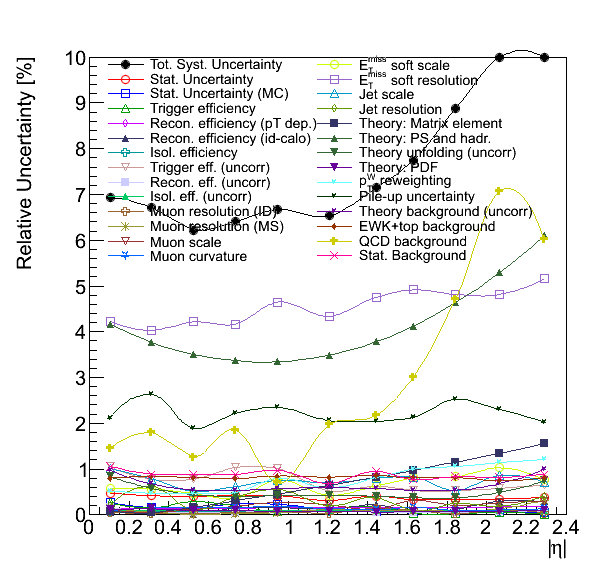 Relative Uncertainty [%]
10
9
8
7
6
5
4
3
2
1
0
Tot. Syst. Uncertainty
Stat. Uncertainty
Stat. Uncertainty (MC)
Trigger efficiency
Recon. efficiency (pT dep.)
Recon. efficiency (id-calo)
Isol. efficiency
Trigger eff. (uncorr)
Recon. eff. (uncorr)
Isol. eff. (uncorr)
Muon resolution (ID)
Muon resolution (MS)
Muon scale
Muon curvature
E_T^miss soft scale
E_T^miss soft resolution
Jet scale
Jet resolution
Theory: Matrix element
Theory: PS and hadr.
Theory unfolding (uncorr)
Theory: PDF
p_T^W reweighting
Pile-up uncertainty
Theory background (uncorr)
EWK+top background
QCD background
Stat. Background
0 0.2 0.4 0.6 0.8 1 1.2 1.4 1.6 1.8 2 2.2 2.4
|η|